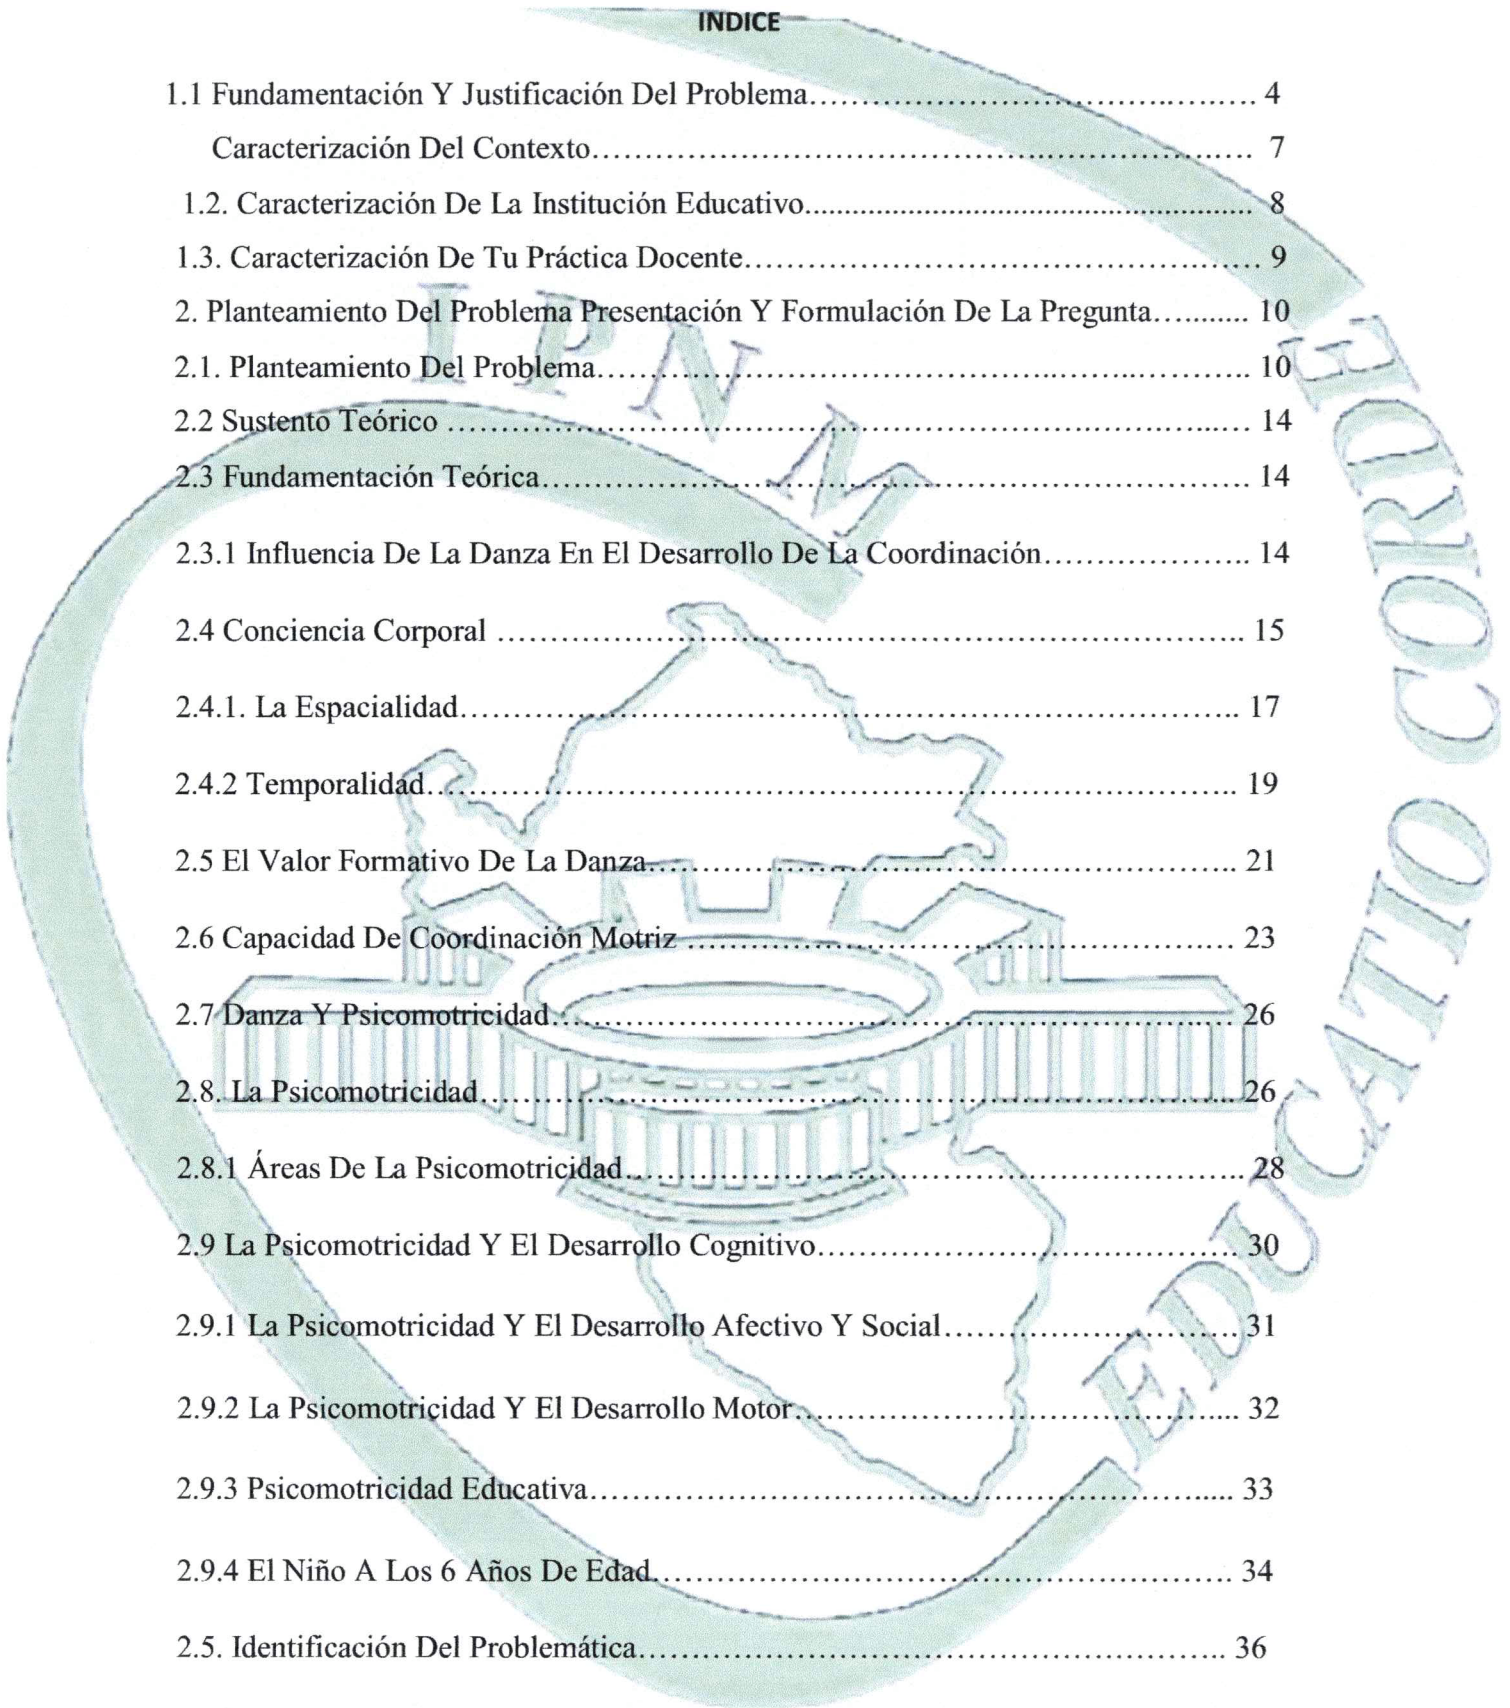 INDICE
1.1 Fundamentación Y Justificación Del Problema................................................ 4
Caracterización Del Contexto................................................................ 7
1.2. Caracterización De La Institución Educativo................................................ 8
1.3. Caracterización De Tu Práctica Docente................................................ 9
2. Planteamiento Del Problema Presentación Y Formulación De La Pregunta.......... 10
2.1. Planteamiento Del Problema................................................................ 10
2.2 Sustento Teórico ................................................................ 14
2.3 Fundamentación Teórica................................................................ 14
2.3.1 Influencia De La Danza En El Desarrollo De La Coordinación.................... 14
2.4 Conciencia Corporal ................................................................ 15
2.4.1. La Espacialidad................................................................ 17
2.4.2 Temporalidad................................................................ 19
2.5 El Valor Formativo De La Danza................................................................ 21
2.6 Capacidad De Coordinación Motriz ................................................................ 23
2.7 Danza Y Psicomotricidad................................................................ 26
2.8. La Psicomotricidad................................................................ 26
2.8.1 Áreas De La Psicomotricidad................................................................ 28
2.9 La Psicomotricidad Y El Desarrollo Cognitivo................................................ 30
2.9.1 La Psicomotricidad Y El Desarrollo Afectivo Y Social................................ 31
2.9.2 La Psicomotricidad Y El Desarrollo Motor................................................ 32
2.9.3 Psicomotricidad Educativa................................................................ 33
2.9.4 El Niño A Los 6 Años De Edad................................................................ 34
2.5. Identificación Del Problemática................................................................ 36
IPNM
EDUCATIO CORDE